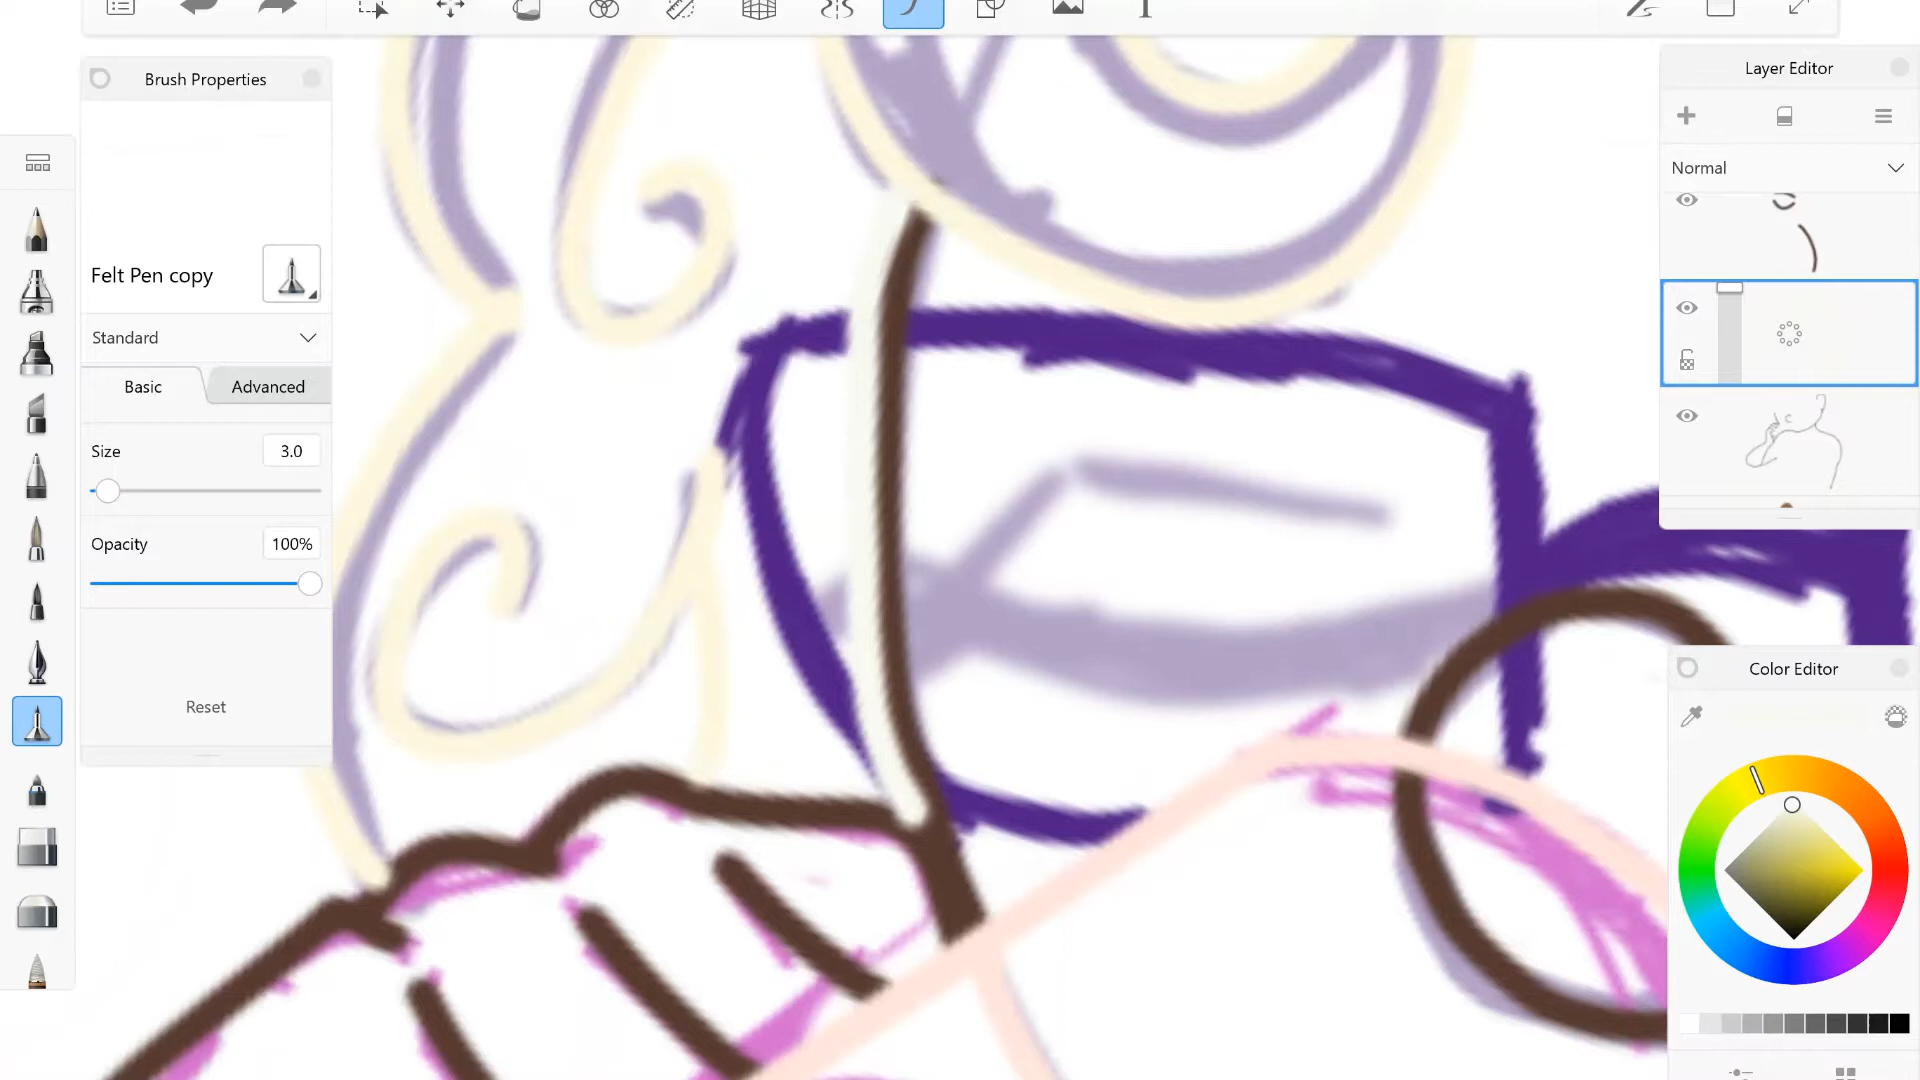 Brush Properties
Felt Pen copy
Standard
Basic
Advanced
Size
3.0
Opacity
100%
Reset
Layer Editor
Normal
Color Editor